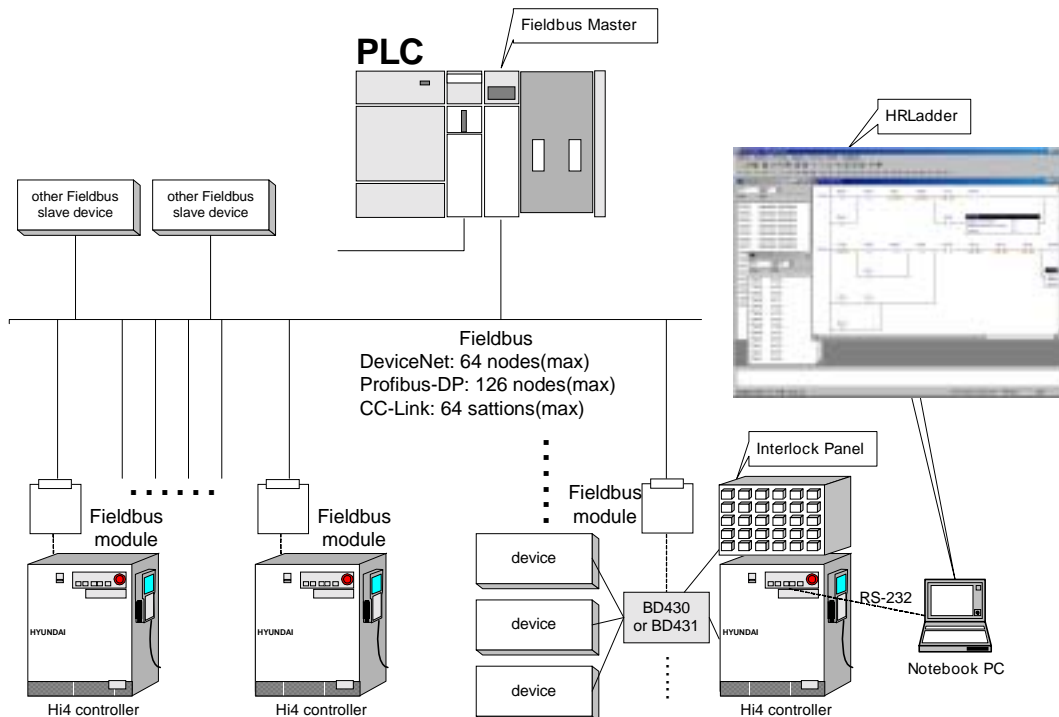 Fieldbus Master
PLC
HRLadder
other Fieldbus
slave device
other Fieldbus
slave device
Fieldbus
DeviceNet: 64 nodes(max)
Profibus-DP: 126 nodes(max)
CC-Link: 64 sattions(max)
Interlock Panel
Fieldbus
module
Fieldbus
module
Fieldbus
module
device
device
device
BD430
or BD431
RS-232
HYUNDAI
HYUNDAI
HYUNDAI
Notebook PC
Hi4 controller
Hi4 controller
Hi4 controller